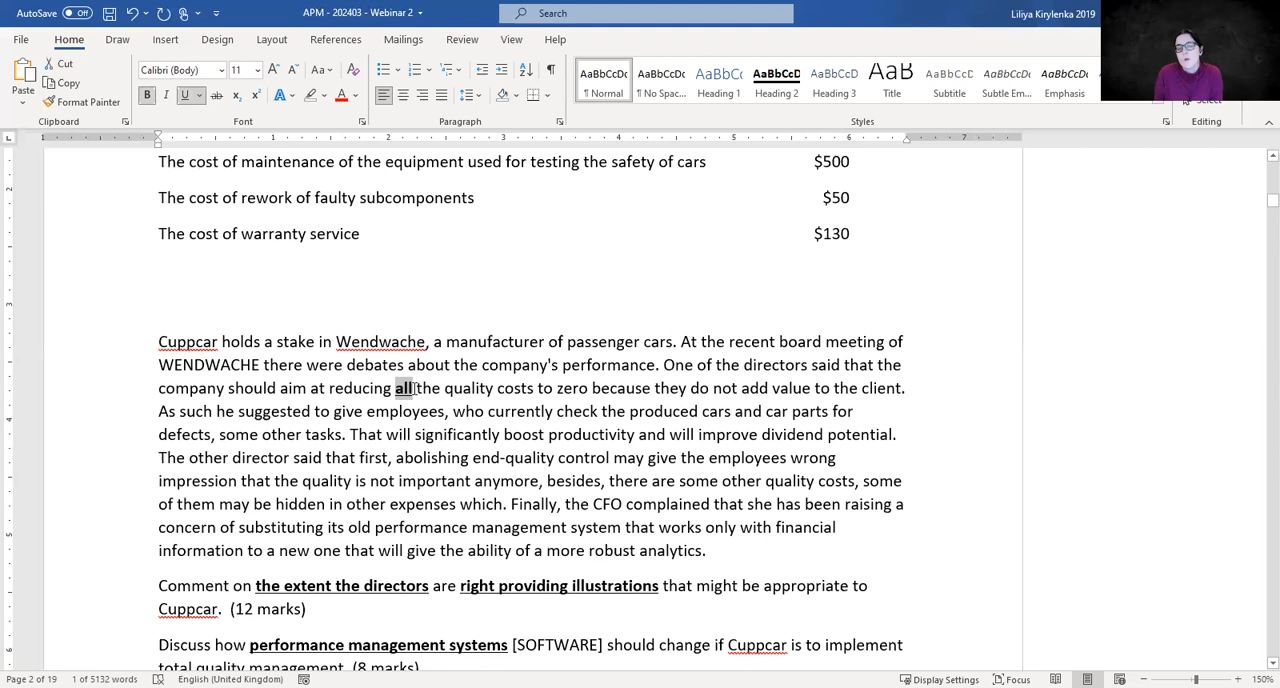 AutoSave Off APM - 202403 - Webinar 2 Search Liliya Kirylenka 2019
File Home Draw Insert Design Layout References Mailings Review View Help
Paste Cut Copy Format Painter
Calibri (Body) 11
AaBbCcDc AaBbCcDc AaBbCc AaBbCcD AaBbCcD AaB AaBbCcD AaBbCcDc AaBbCcDc
¶ Normal ¶ No Spac... Heading 1 Heading 2 Heading 3 Title Subtitle Subtle Em... Emphasis Select
Clipboard Font Paragraph Styles Editing
The cost of maintenance of the equipment used for testing the safety of cars $500
The cost of rework of faulty subcomponents $50
The cost of warranty service $130
Cuppcar holds a stake in Wendwache, a manufacturer of passenger cars. At the recent board meeting of
WENDWACHE there were debates about the company's performance. One of the directors said that the
company should aim at reducing all the quality costs to zero because they do not add value to the client.
As such he suggested to give employees, who currently check the produced cars and car parts for
defects, some other tasks. That will significantly boost productivity and will improve dividend potential.
The other director said that first, abolishing end-quality control may give the employees wrong
impression that the quality is not important anymore, besides, there are some other quality costs, some
of them may be hidden in other expenses which. Finally, the CFO complained that she has been raising a
concern of substituting its old performance management system that works only with financial
information to a new one that will give the ability of a more robust analytics.
Comment on the extent the directors are right providing illustrations that might be appropriate to
Cuppcar. (12 marks)
Discuss how performance management systems [SOFTWARE] should change if Cuppcar is to implement
total quality management. (8 marks)
Page 2 of 19 1 of 5132 words English (United Kingdom) Display Settings Focus 150%